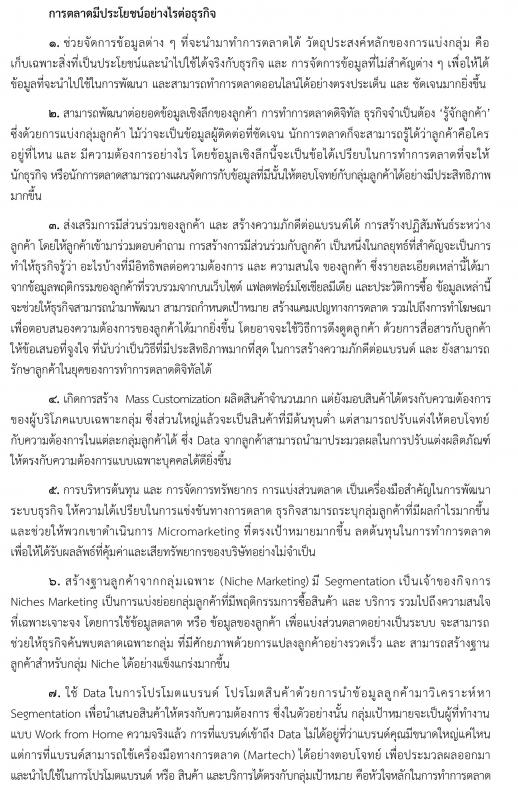 การตลาดมีประโยชน์อย่างไรต่อธุรกิจ
๑. ช่วยจัดการข้อมูลต่าง ๆ ที่จะนำมาทำการตลาดได้ วัตถุประสงค์หลักของการแบ่งกลุ่ม คือ
เก็บเฉพาะสิ่งที่เป็นประโยชน์และนำไปใช้ได้จริงกับธุรกิจ และ การจัดการข้อมูลที่ไม่สำคัญต่าง ๆ เพื่อให้ได้
ข้อมูลที่จะนำไปใช้ในการพัฒนา และสามารถทำการตลาดออนไลน์ได้อย่างตรงประเด็น และ ชัดเจนมากยิ่งขึ้น
๒. สามารถพัฒนาต่อยอดข้อมูลเชิงลึกของลูกค้า การทำการตลาดดิจิทัล ธุรกิจจำเป็นต้อง ‘รู้จักลูกค้า’
ซึ่งด้วยการแบ่งกลุ่มลูกค้า ไม้ว่าจะเป็นข้อมูลผู้ติดต่อที่ชัดเจน นักการตลาดก็จะสามารถรู้ได้ว่าลูกค้าคือใคร
อยู่ที่ไหน และ มีความต้องการอย่างไร โดยข้อมูลเชิงลึกนี้จะเป็นข้อได้เปรียบในการทำการตลาดที่จะให้
นักธุรกิจ หรือนักการตลาดสามารถวางแผนจัดการกับข้อมูลที่มีนั้นให้ตอบโจทย์กับกลุ่มลูกค้าได้อย่างมีประสิทธิภาพ
มากขึ้น
๓. ส่งเสริมการมีส่วนร่วมของลูกค้า และ สร้างความภักดีต่อแบรนด์ได้ การสร้างปฏิสัมพันธ์ระหว่าง
ลูกค้า โดยให้ลูกค้าเข้ามาร่วมตอบคำถาม การสร้างการมีส่วนร่วมกับลูกค้า เป็นหนึ่งในกลยุทธ์ที่สำคัญจะเป็นการ
ทำให้ธุรกิจรู้ว่า อะไรบ้างที่มีอิทธิพลต่อความต้องการ และ ความสนใจ ของลูกค้า ซึ่งรายละเอียดเหล่านี้ได้มา
จากข้อมูลพฤติกรรมของลูกค้าที่รวบรวมจากบนเว็บไซต์ แฟลตฟอร์มโซเชียลมีเดีย และประวัติการซื้อ ข้อมูลเหล่านี้
จะช่วยให้ธุรกิจสามารถนำมาพัฒนา สามารถกำหนดเป้าหมาย สร้างแคมเปญทางการตลาด รวมไปถึงการทำโฆษณา
เพื่อตอบสนองความต้องการของลูกค้าได้มากยิ่งขึ้น โดยอาจจะใช้วิธีการดึงดูดลูกค้า ด้วยการสื่อสารกับลูกค้า
ให้ข้อเสนอที่จูงใจ ที่นับว่าเป็นวิธีที่มีประสิทธิภาพมากที่สุด ในการสร้างความภักดีต่อแบรนด์ และ ยังสามารถ
รักษาลูกค้าในยุคของการทำการตลาดดิจิทัลได้
๔. เกิดการสร้าง Mass Customization ผลิตสินค้าจำนวนมาก แต่ยังมอบสินค้าได้ตรงกับความต้องการ
ของผู้บริโภคแบบเฉพาะกลุ่ม ซึ่งส่วนใหญ่แล้วจะเป็นสินค้าที่มีต้นทุนต่ำ แต่สามารถปรับแต่งให้ตอบโจทย์
กับความต้องการในแต่ละกลุ่มลูกค้าได้ ซึ่ง Data จากลูกค้าสามารถนำมาประมวลผลในการปรับแต่งผลิตภัณฑ์
ให้ตรงกับความต้องการแบบเฉพาะบุคคลได้ดียิ่งขึ้น
๕. การบริหารต้นทุน และ การจัดการทรัพยากร การแบ่งส่วนตลาด เป็นเครื่องมือสำคัญในการพัฒนา
ระบบธุรกิจ ให้ความได้เปรียบในการแข่งขันทางการตลาด ธุรกิจสามารถระบุกลุ่มลูกค้าที่มีผลกำไรมากขึ้น
และช่วยให้พวกเขาดำเนินการ Micromarketing ที่ตรงเป้าหมายมากขึ้น ลดต้นทุนในการทำการตลาด
เพื่อให้ได้รับผลลัพธ์ที่คุ้มค่าและเสียทรัพยากรของบริษัทอย่างไม่จำเป็น
๖. สร้างฐานลูกค้าจากกลุ่มเฉพาะ (Niche Marketing) มี Segmentation เป็นเจ้าของกิจการ
Niches Marketing เป็นการแบ่งย่อยกลุ่มลูกค้าที่มีพฤติกรรมการซื้อสินค้า และ บริการ รวมไปถึงความสนใจ
ที่เฉพาะเจาะจง โดยการใช้ข้อมูลตลาด หรือ ข้อมูลของลูกค้า เพื่อแบ่งส่วนตลาดอย่างเป็นระบบ จะสามารถ
ช่วยให้ธุรกิจค้นพบตลาดเฉพาะกลุ่ม ที่มีศักยภาพด้วยการแปลงลูกค้าอย่างรวดเร็ว และ สามารถสร้างฐาน
ลูกค้าสำหรับกลุ่ม Niche ได้อย่างแข็งแกร่งมากขึ้น
๗. ใช้ Data ในการโปรโมตแบรนด์ โปรโมตสินค้าด้วยการนำข้อมูลลูกค้ามาวิเคราะห์หา
Segmentation เพื่อนำเสนอสินค้าให้ตรงกับความต้องการ ซึ่งในตัวอย่างนั้น กลุ่มเป้าหมายจะเป็นผู้ที่ทำงาน
แบบ Work from Home ความจริงแล้ว การที่แบรนด์เข้าถึง Data ไม่ได้อยู่ที่ว่าแบรนด์คุณมีขนาดใหญ่แค่ไหน
แต่การที่แบรนด์สามารถใช้เครื่องมือทางการตลาด (Martech) ได้อย่างตอบโจทย์ เพื่อประมวลผลออกมา
และนำไปใช้ในการโปรโมตแบรนด์ หรือ สินค้า และบริการได้ตรงกับกลุ่มเป้าหมาย คือหัวใจหลักในการทำการตลาด